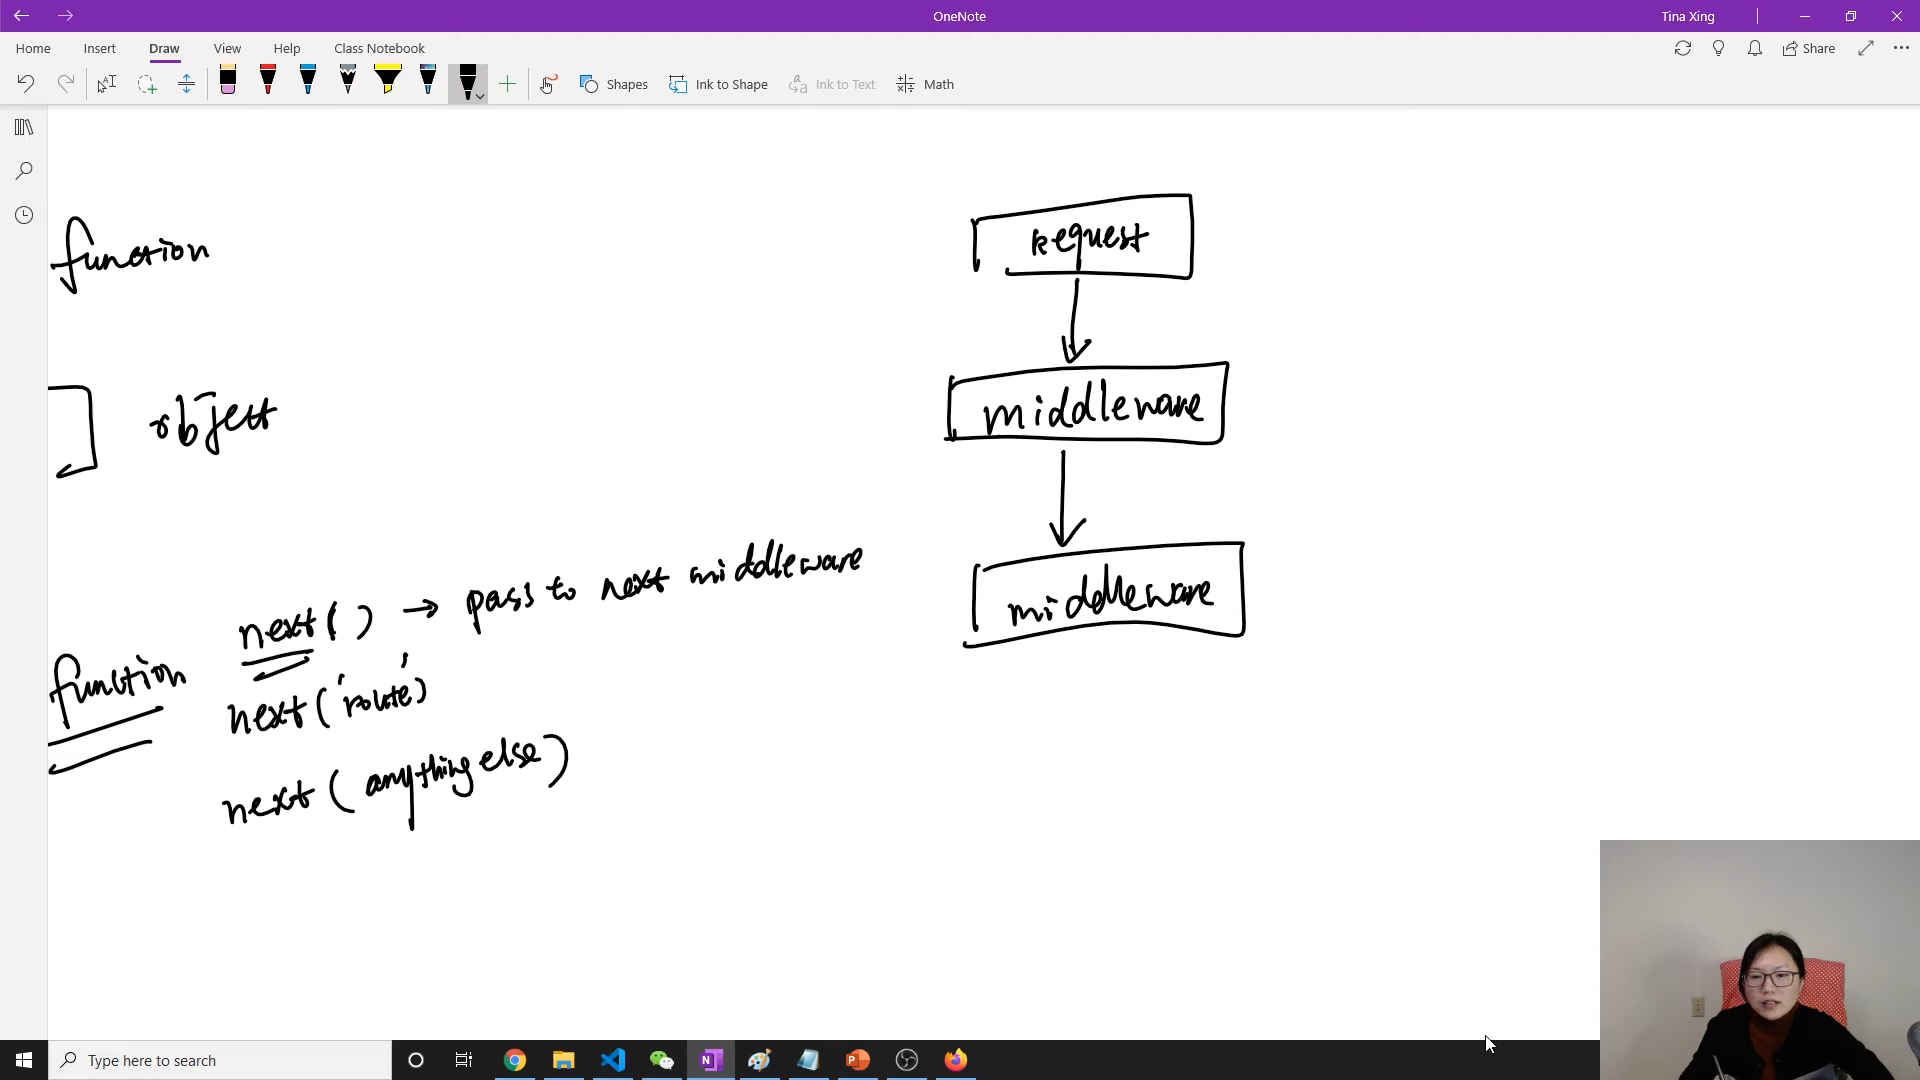 OneNote
Tina Xing
Home Insert Draw View Help Class Notebook
Share
Shapes Ink to Shape Ink to Text Math
function
request
object
middleware
next() → pass to next middleware
middleware
function
next('route')
next(anything else)
Type here to search